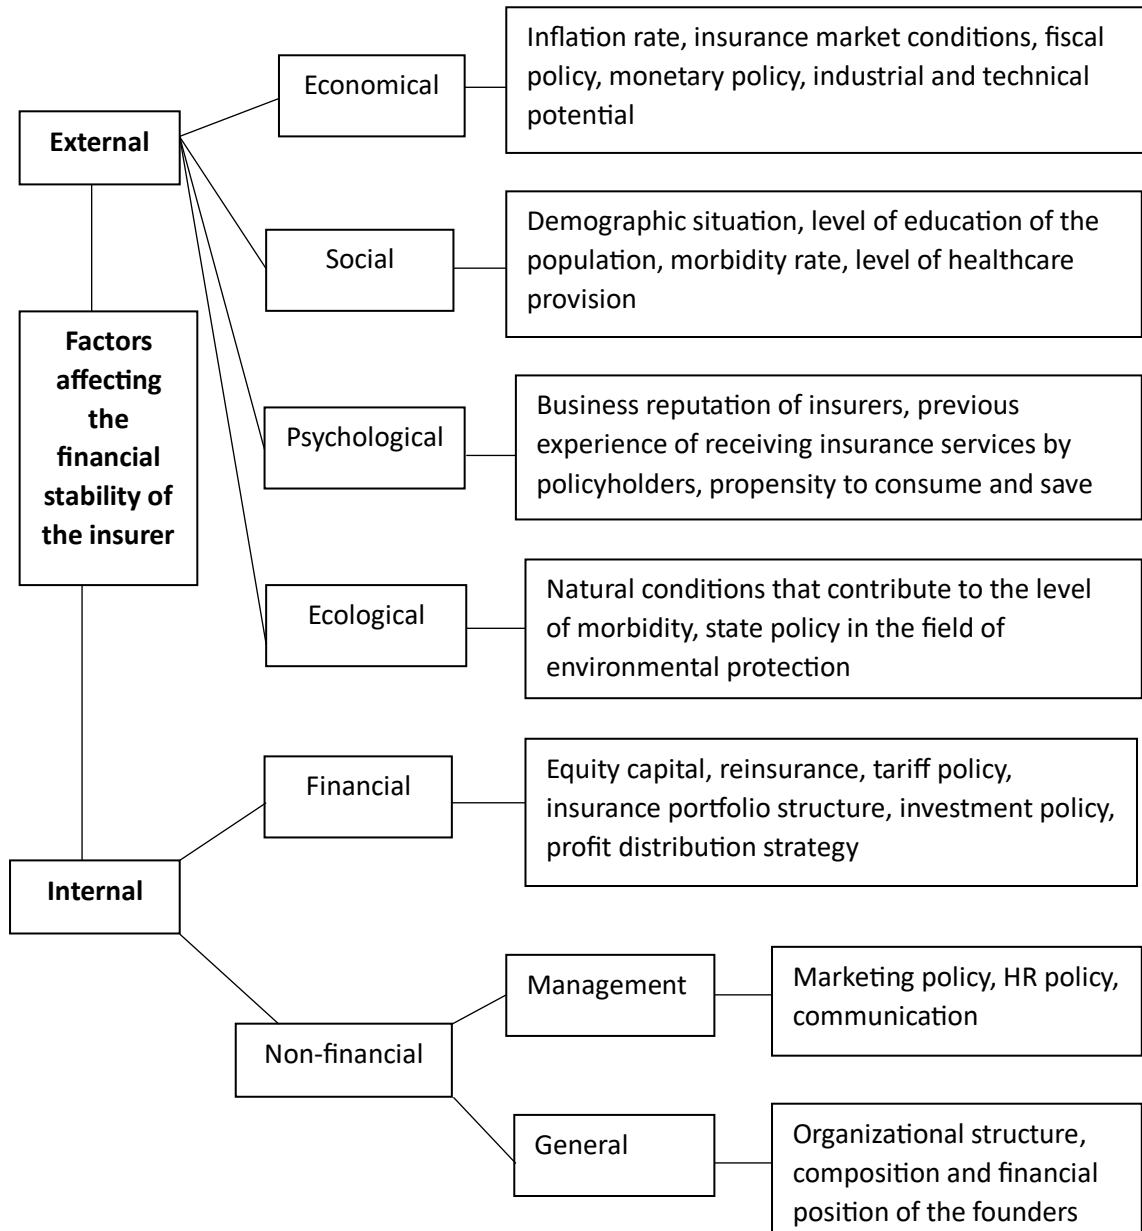 External
Economical
Inflation rate, insurance market conditions, fiscal
policy, monetary policy, industrial and technical
potential
Social
Demographic situation, level of education of the
population, morbidity rate, level of healthcare
provision
Factors
affecting
the
financial
stability of
the insurer
Psychological
Business reputation of insurers, previous
experience of receiving insurance services by
policyholders, propensity to consume and save
Ecological
Natural conditions that contribute to the level
of morbidity, state policy in the field of
environmental protection
Internal
Financial
Equity capital, reinsurance, tariff policy,
insurance portfolio structure, investment policy,
profit distribution strategy
Non-financial
Management
Marketing policy, HR policy,
communication
General
Organizational structure,
composition and financial
position of the founders